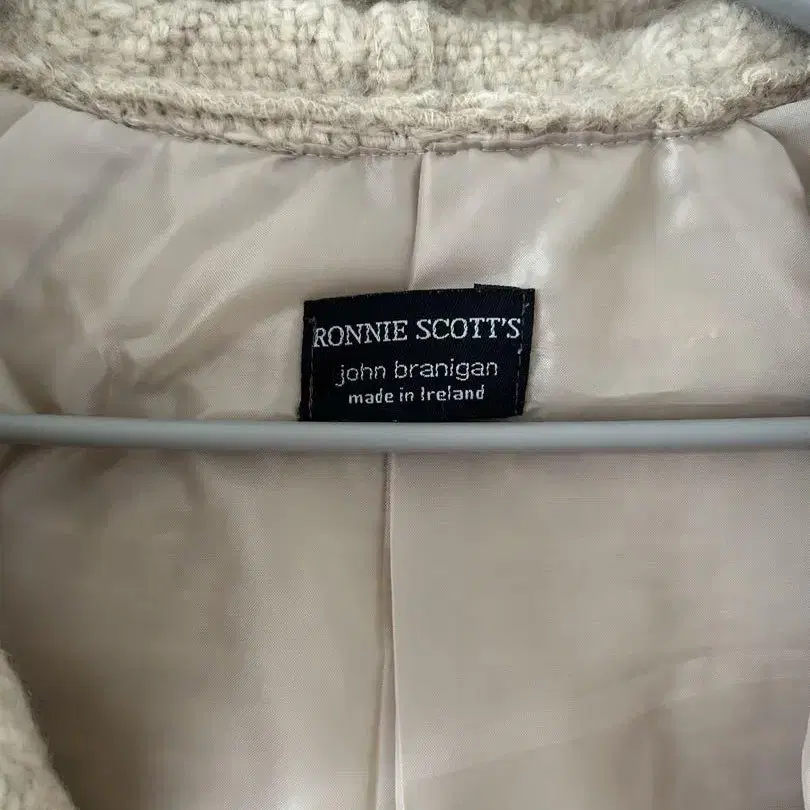 RONNIE SCOTT'S
john branigan
made in Ireland